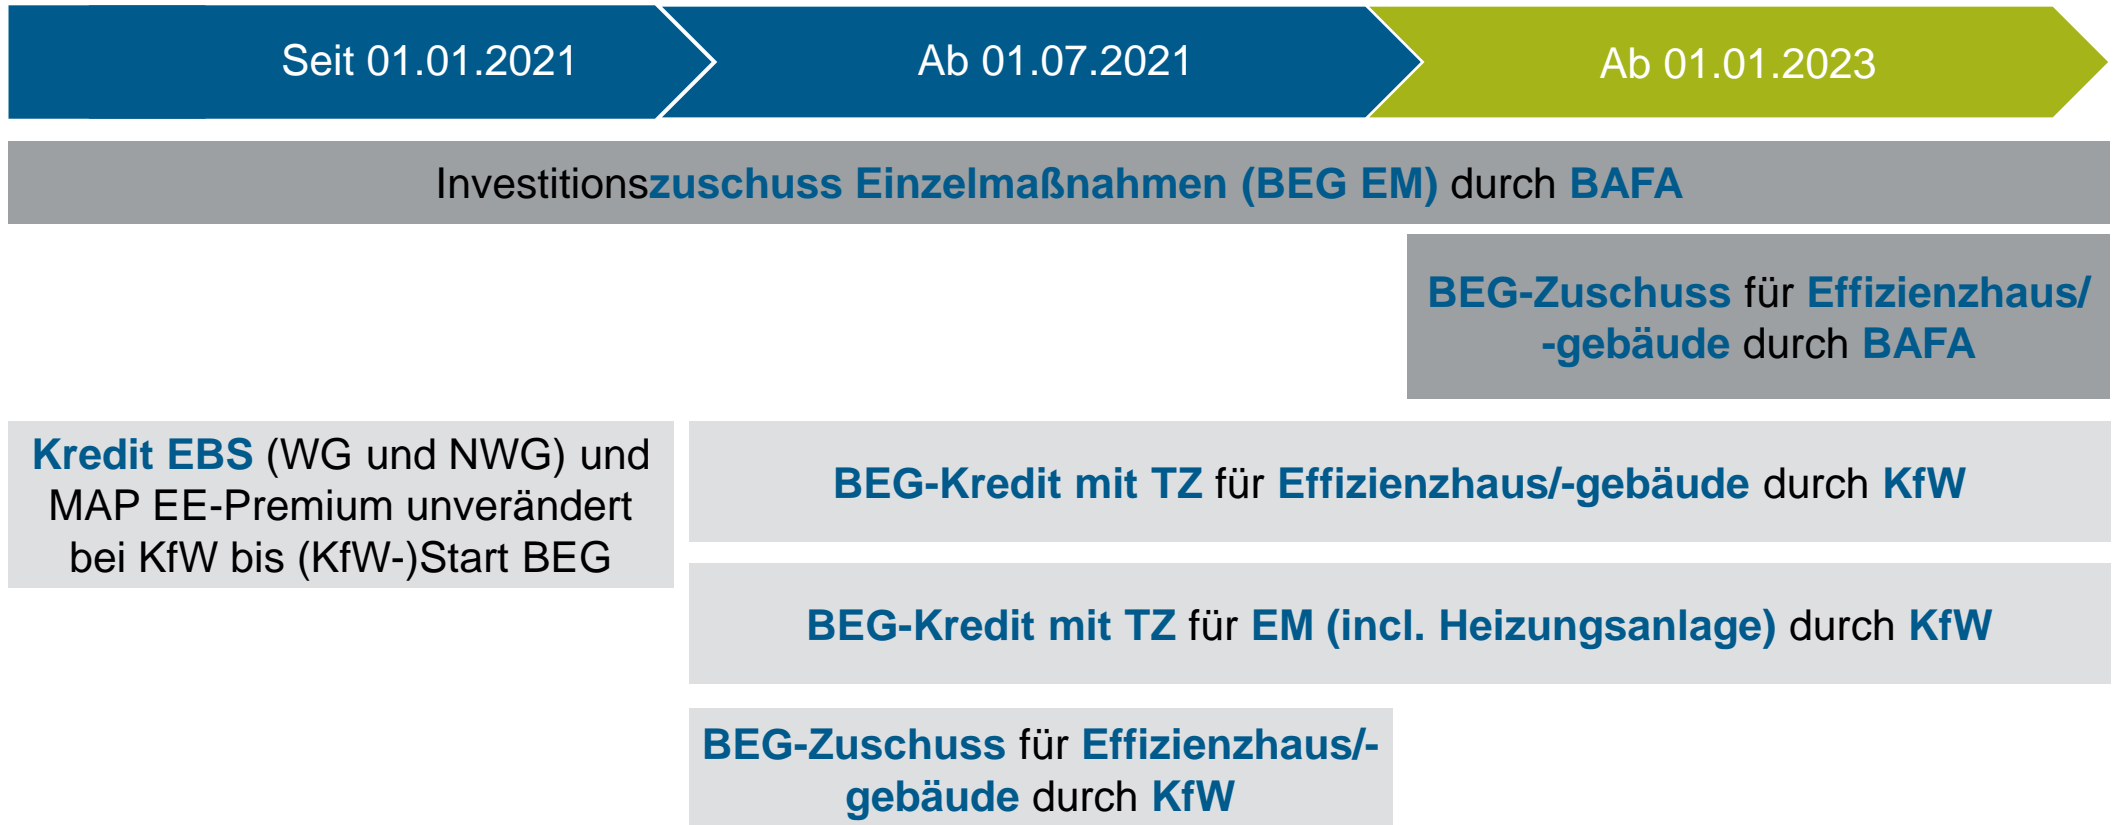 Seit 01.01.2021
Ab 01.07.2021
Ab 01.01.2023
Investitionszuschuss Einzelmaßnahmen (BEG EM) durch BAFA
BEG-Zuschuss für Effizienzhaus/
-gebäude durch BAFA
Kredit EBS (WG und NWG) und
MAP EE-Premium unverändert
bei KfW bis (KfW-)Start BEG
BEG-Kredit mit TZ für Effizienzhaus/-gebäude durch KfW
BEG-Kredit mit TZ für EM (incl. Heizungsanlage) durch KfW
BEG-Zuschuss für Effizienzhaus/-
gebäude durch KfW